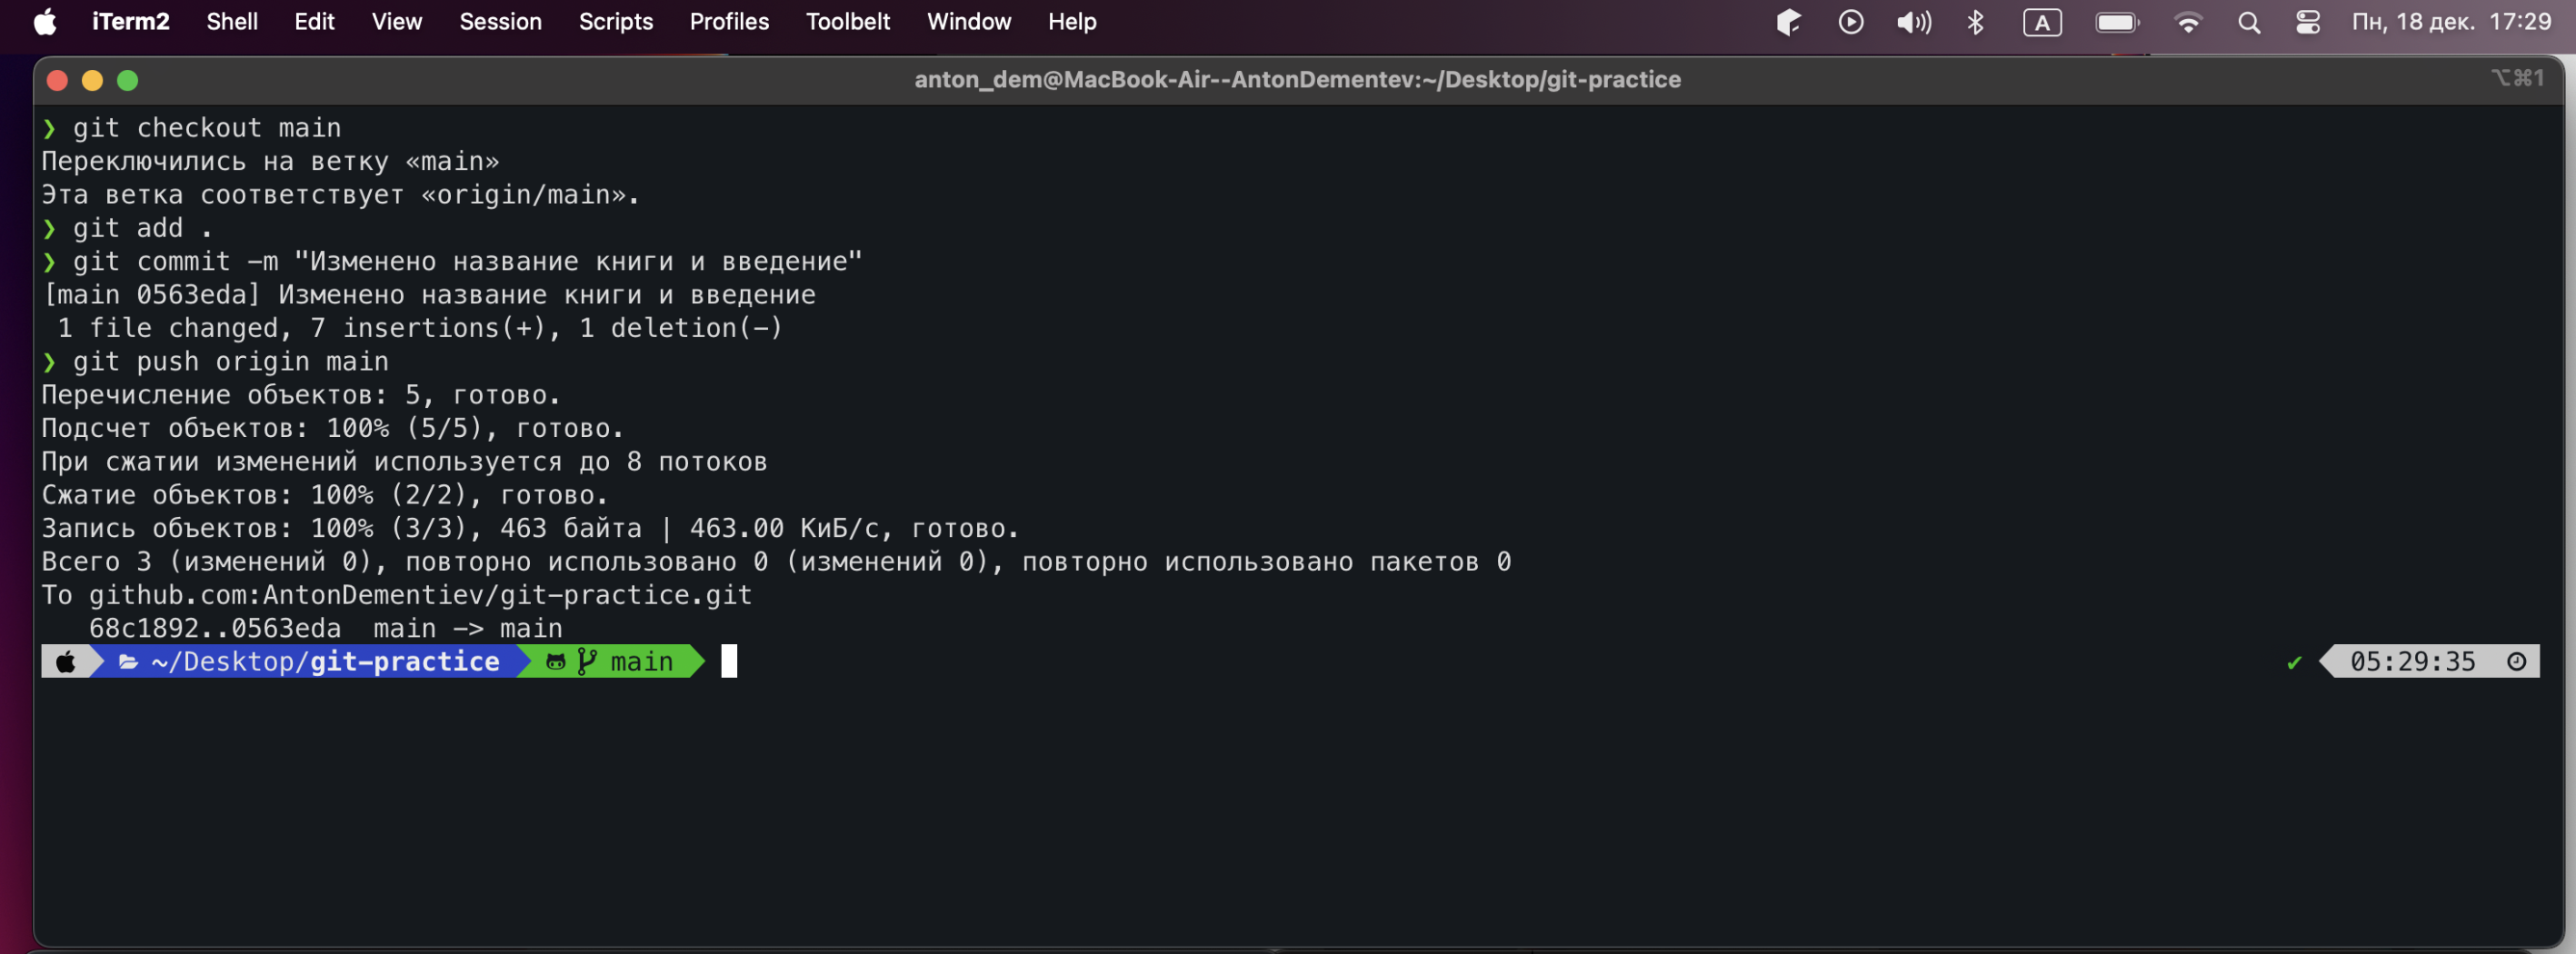 iTerm2 Shell Edit View Session Scripts Profiles Toolbelt Window Help A Пн, 18 дек. 17:29
anton_dem@MacBook-Air--AntonDementev:~/Desktop/git-practice ⌥⌘1
❯ git checkout main
Переключились на ветку «main»
Эта ветка соответствует «origin/main».
❯ git add .
❯ git commit -m "Изменено название книги и введение"
[main 0563eda] Изменено название книги и введение
1 file changed, 7 insertions(+), 1 deletion(-)
❯ git push origin main
Перечисление объектов: 5, готово.
Подсчет объектов: 100% (5/5), готово.
При сжатии изменений используется до 8 потоков
Сжатие объектов: 100% (2/2), готово.
Запись объектов: 100% (3/3), 463 байта | 463.00 КиБ/с, готово.
Всего 3 (изменений 0), повторно использовано 0 (изменений 0), повторно использовано пакетов 0
To github.com:AntonDementiev/git-practice.git
68c1892..0563eda main -> main
~/Desktop/git-practice main ✔ 05:29:35